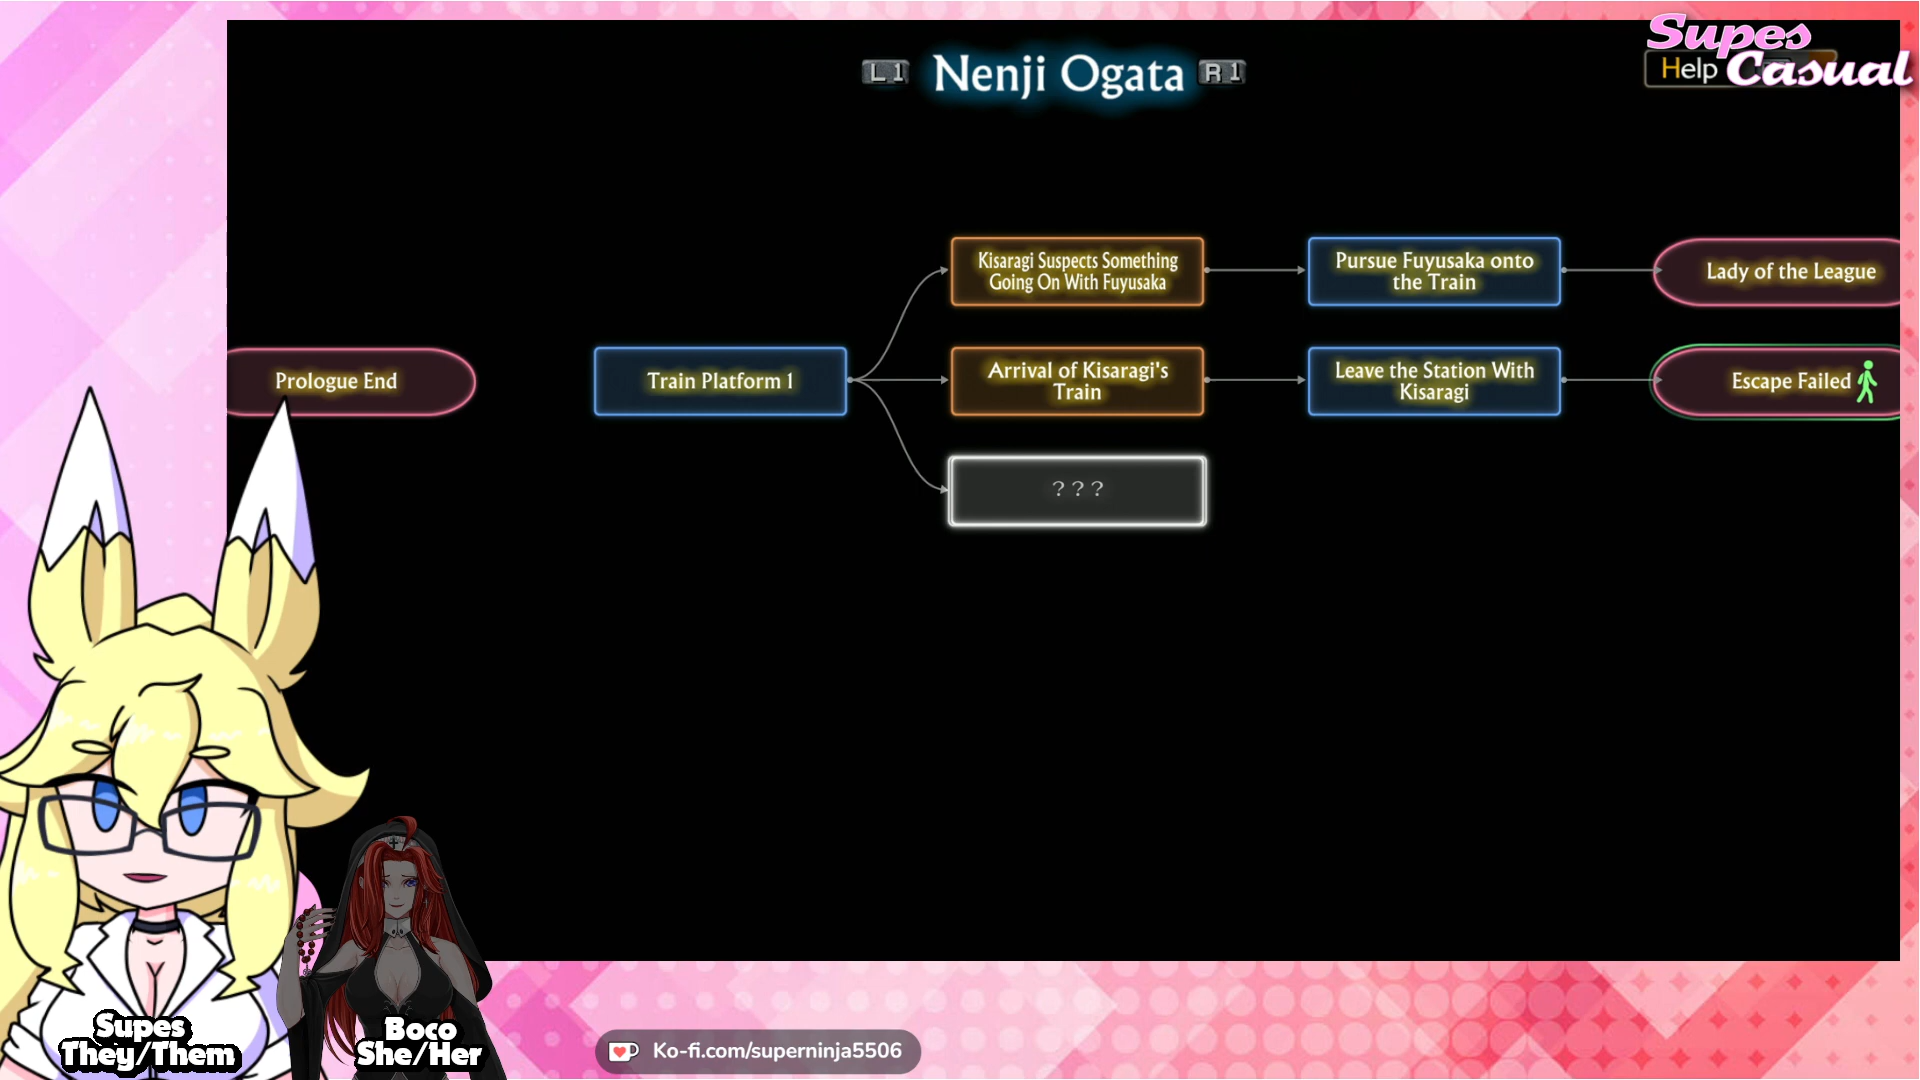 L1 Nenji Ogata R1
Supes
Help Casual
Kisaragi Suspects Something
Going On With Fuyusaka
Pursue Fuyusaka onto
the Train
Lady of the League
Prologue End
Train Platform 1
Arrival of Kisaragi's
Train
Leave the Station With
Kisaragi
Escape Failed
???
Supes
They/Them
Boco
She/Her
Ko-fi.com/superninja5506